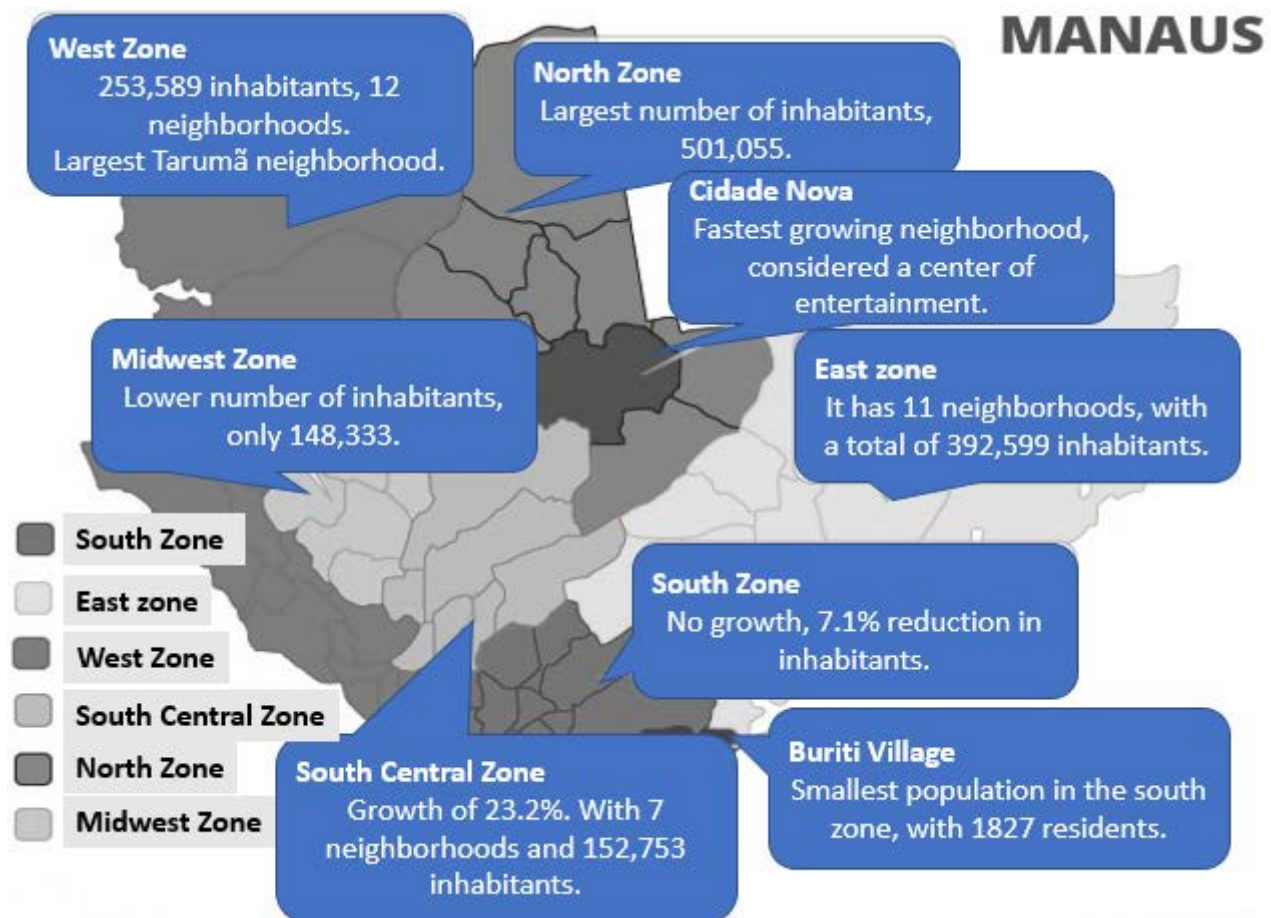 MANAUS
West Zone
253,589 inhabitants, 12
neighborhoods.
Largest Tarumã neighborhood.
North Zone
Largest number of inhabitants,
501,055.
Cidade Nova
Fastest growing neighborhood,
considered a center of
entertainment.
Midwest Zone
Lower number of inhabitants,
only 148,333.
East zone
It has 11 neighborhoods, with
a total of 392,599 inhabitants.
South Zone
East zone
West Zone
South Central Zone
North Zone
Midwest Zone
South Zone
No growth, 7.1% reduction in
inhabitants.
South Central Zone
Growth of 23.2%. With 7
neighborhoods and 152,753
inhabitants.
Buriti Village
Smallest population in the south
zone, with 1827 residents.